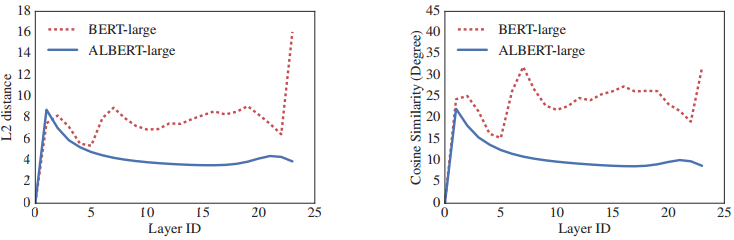 18
16
14
12
10
8
6
4
2
0
L2 distance
BERT-large
ALBERT-large
0 5 10 15 20 25
Layer ID
45
40
35
30
25
20
15
10
5
0
Cosine Similarity (Degree)
BERT-large
ALBERT-large
0 5 10 15 20 25
Layer ID